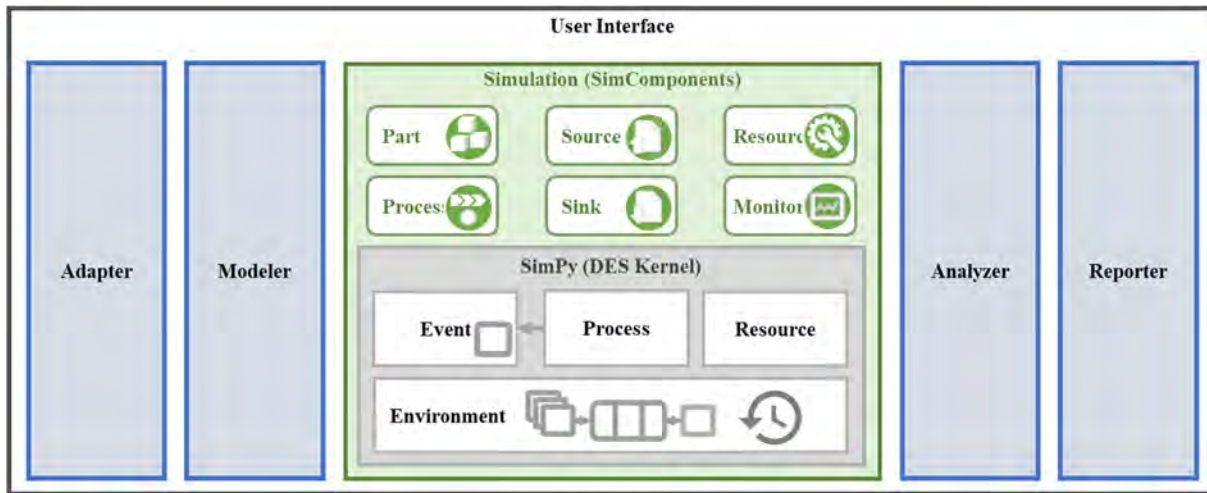 User Interface
Simulation (SimComponents)
Part
Source
Resourc
Proces
Sink
Monitor
Adapter
Modeler
SimPy (DES Kernel)
Analyzer
Reporter
Event
Process
Resource
Environment